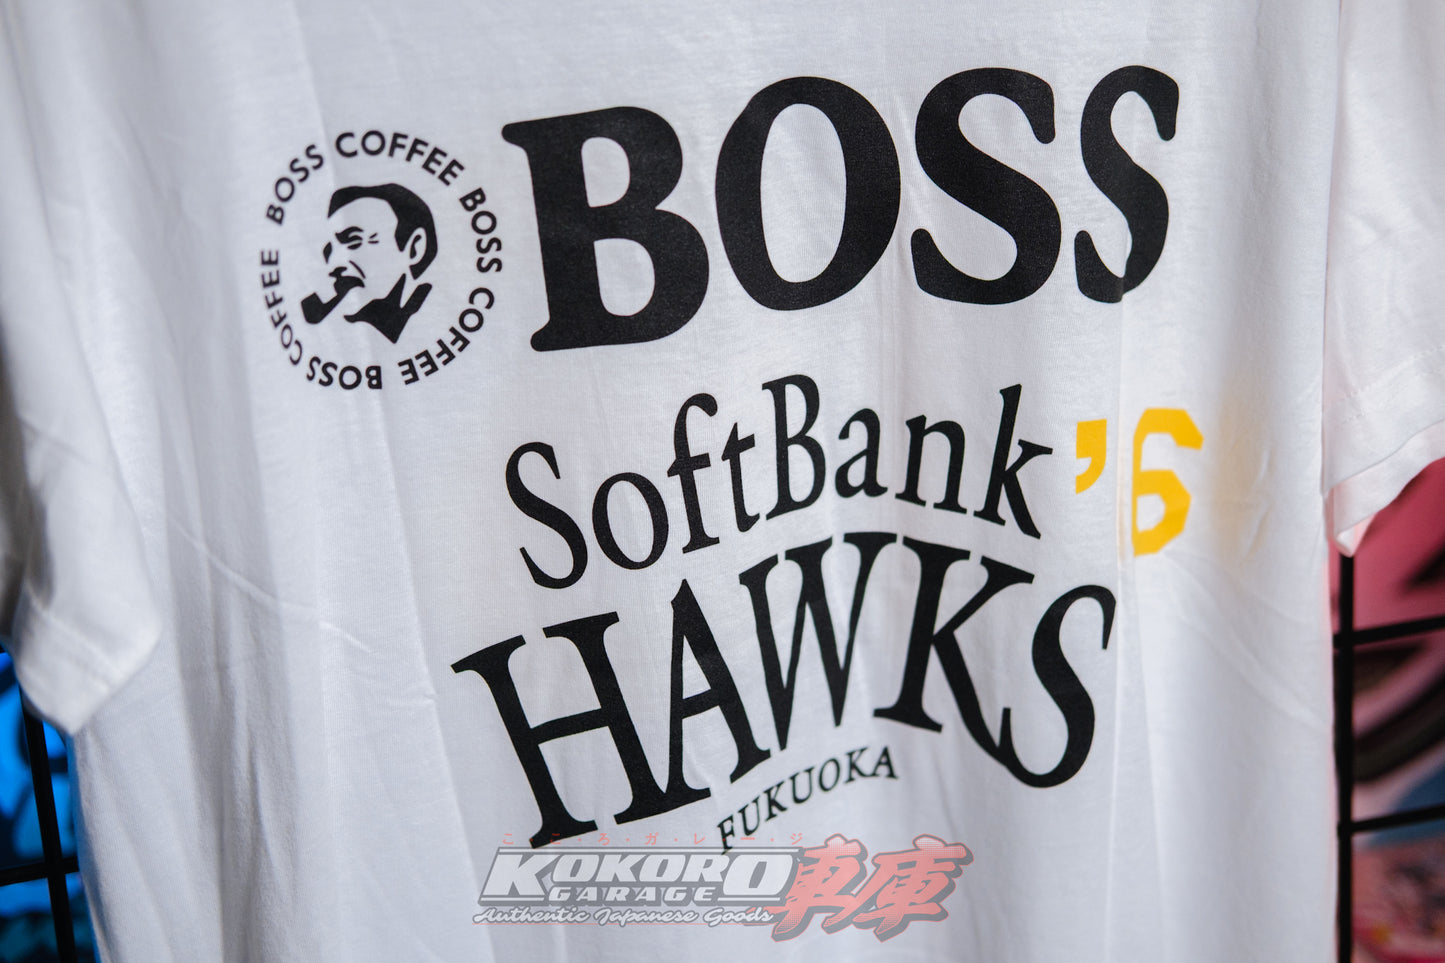 BOSS COFFEE BOSS COFFEE BOSS COFFEE
BOSS
SoftBank '6
HAWKS
FUKUOKA
こ・こ・ろ・ガ・レ・ー・ジ
KOKORO 車庫
GARAGE
Authentic Japanese Goods